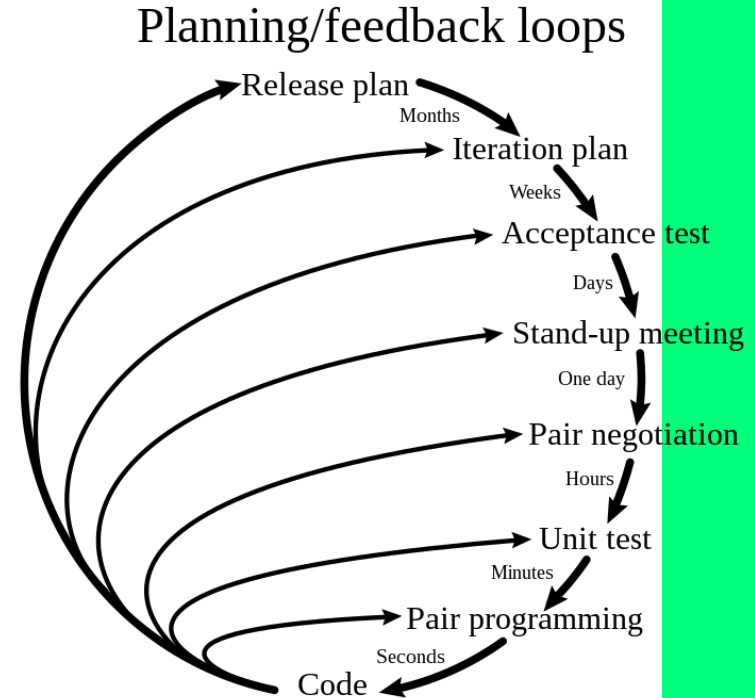 Planning/feedback loops
Release plan
Months
Iteration plan
Weeks
Acceptance test
Days
Stand-up meeting
One day
Pair negotiation
Hours
Unit test
Minutes
Pair programming
Seconds
Code